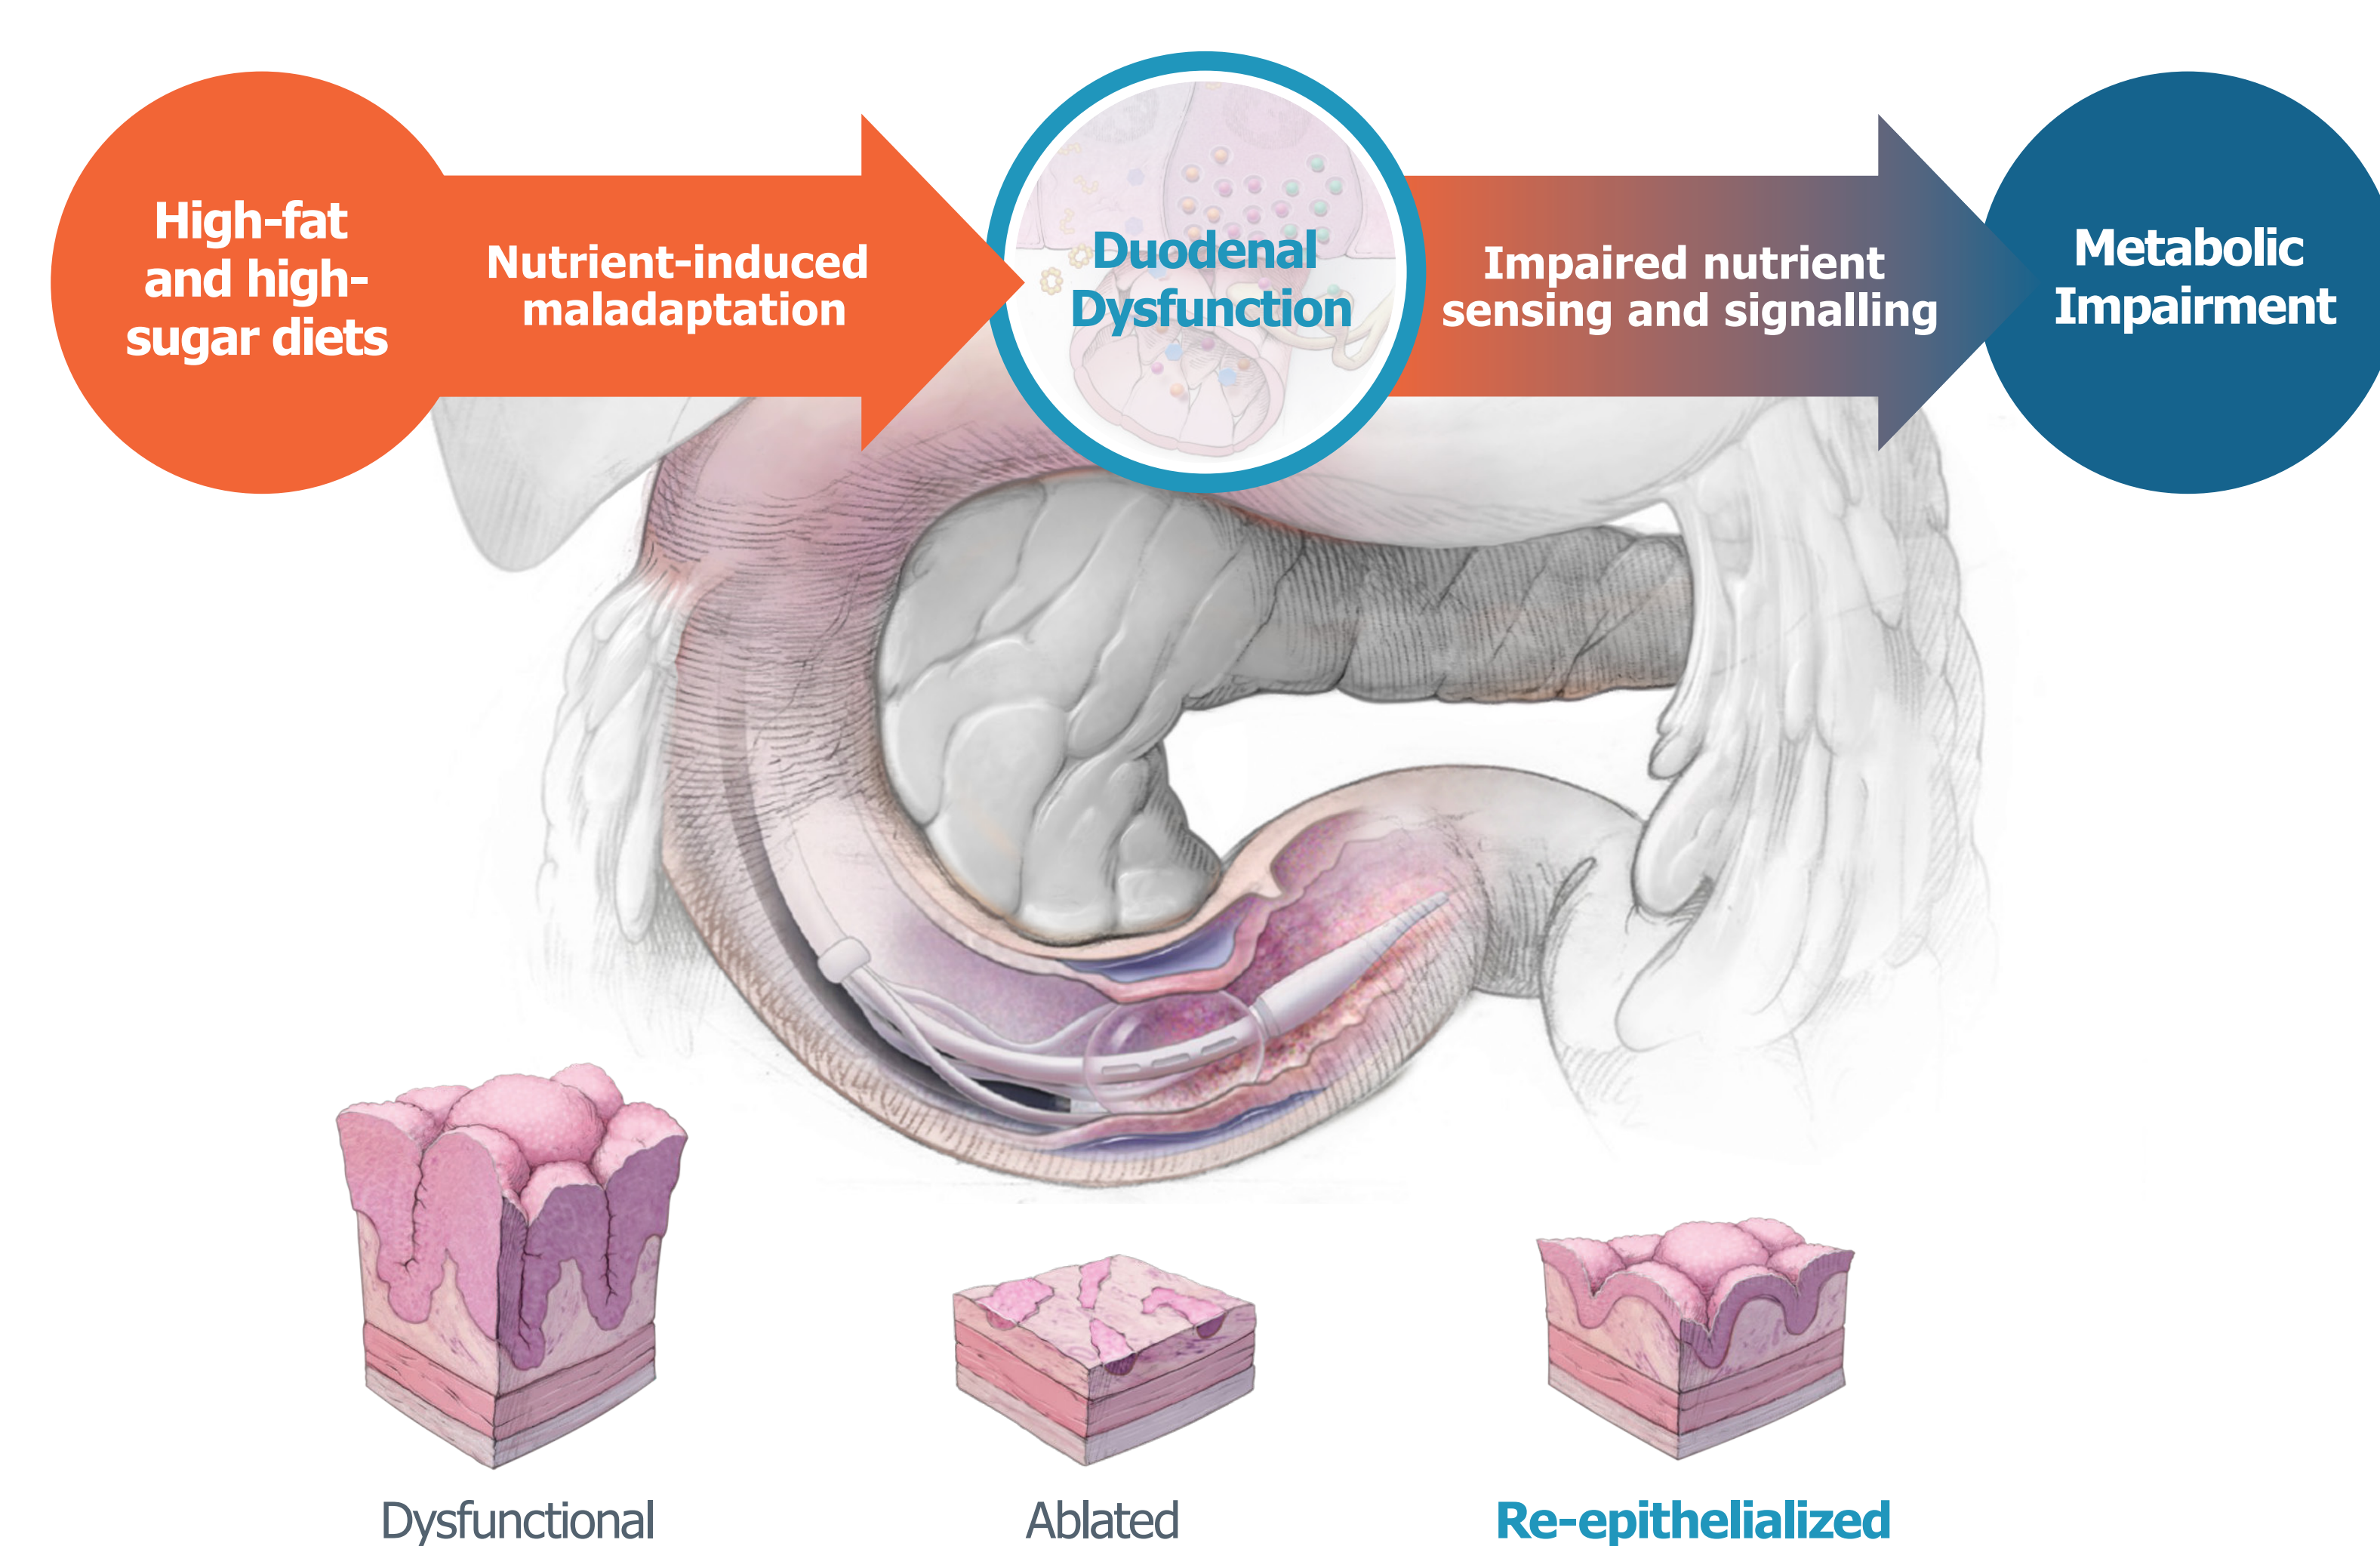 High-fat
and high-
sugar diets
Nutrient-induced
maladaptation
Duodenal
Dysfunction
Impaired nutrient
sensing and signalling
Metabolic
Impairment
Dysfunctional
Ablated
Re-epithelialized